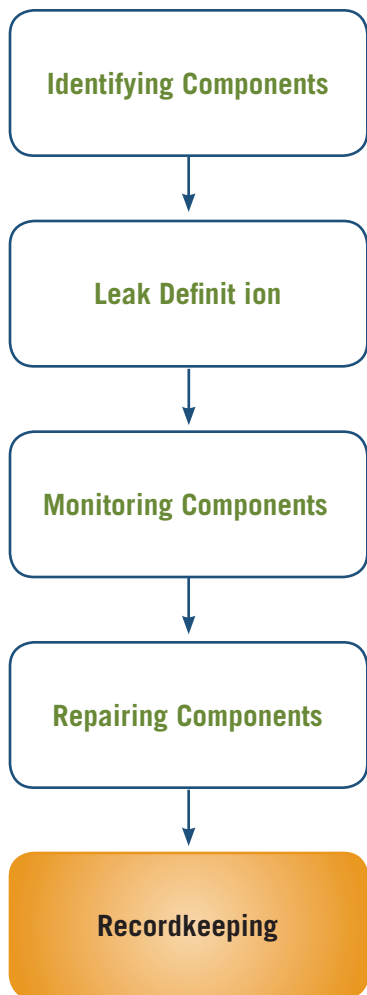 Identifying Components
Leak Definit ion
Monitoring Components
Repairing Components
Recordkeeping